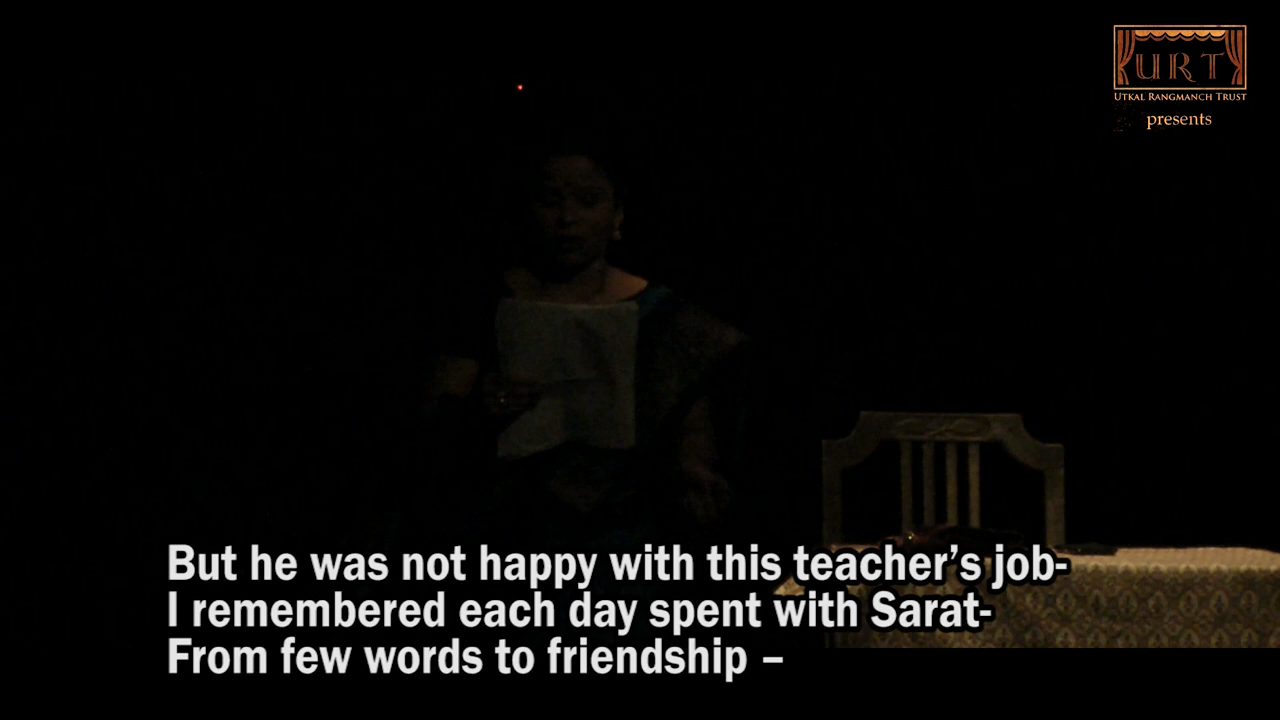 URT
UTKAL RANGMANCH TRUST
presents
But he was not happy with this teacher's job-
I remembered each day spent with Sarat-
From few words to friendship –